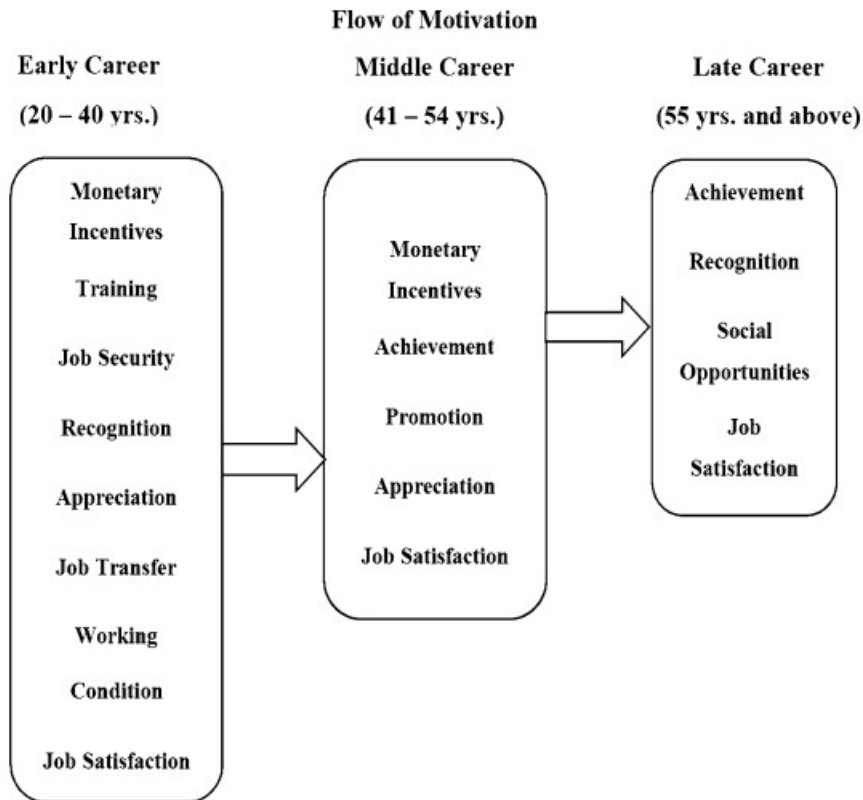 Flow of Motivation
Early Career
(20 – 40 yrs.)
Monetary
Incentives
Training
Job Security
Recognition
Appreciation
Job Transfer
Working
Condition
Job Satisfaction
Middle Career
(41 – 54 yrs.)
Monetary
Incentives
Achievement
Promotion
Appreciation
Job Satisfaction
Late Career
(55 yrs. and above)
Achievement
Recognition
Social
Opportunities
Job
Satisfaction